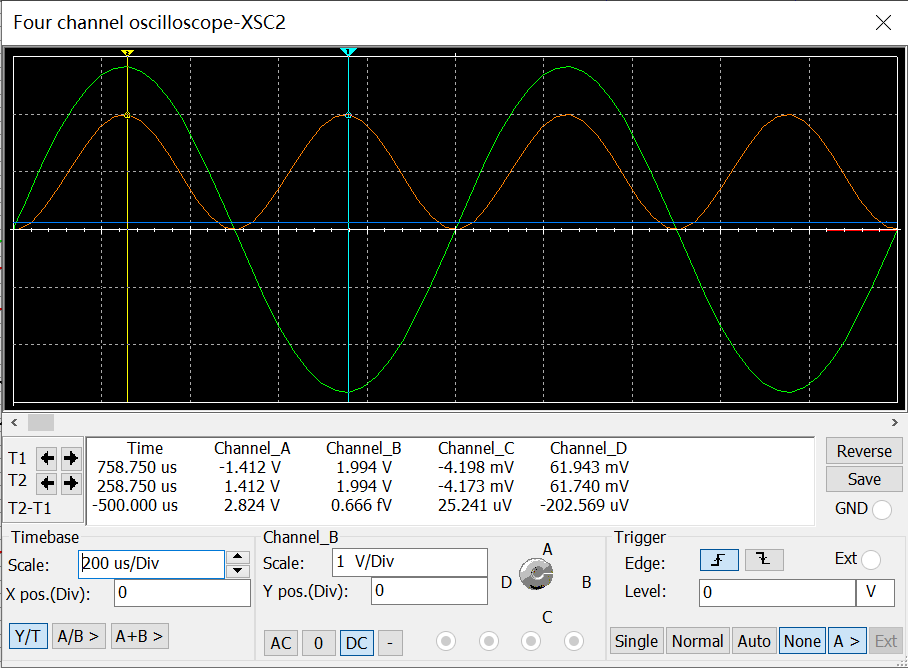 Four channel oscilloscope-XSC2
2 1
Time Channel_A Channel_B Channel_C Channel_D
T1 758.750 us -1.412 V 1.994 V -4.198 mV 61.943 mV
T2 258.750 us 1.412 V 1.994 V -4.173 mV 61.740 mV
T2-T1 -500.000 us 2.824 V 0.666 fV 25.241 uV -202.569 uV
Reverse
Save
GND
Timebase
Scale: 200 us/Div
X pos.(Div): 0
Y/T A/B > A+B >
Channel_B
Scale: 1 V/Div
Y pos.(Div): 0
AC 0 DC -
A
D B
C
Trigger
Edge: Ext
Level: 0 V
Single Normal Auto None A > Ext